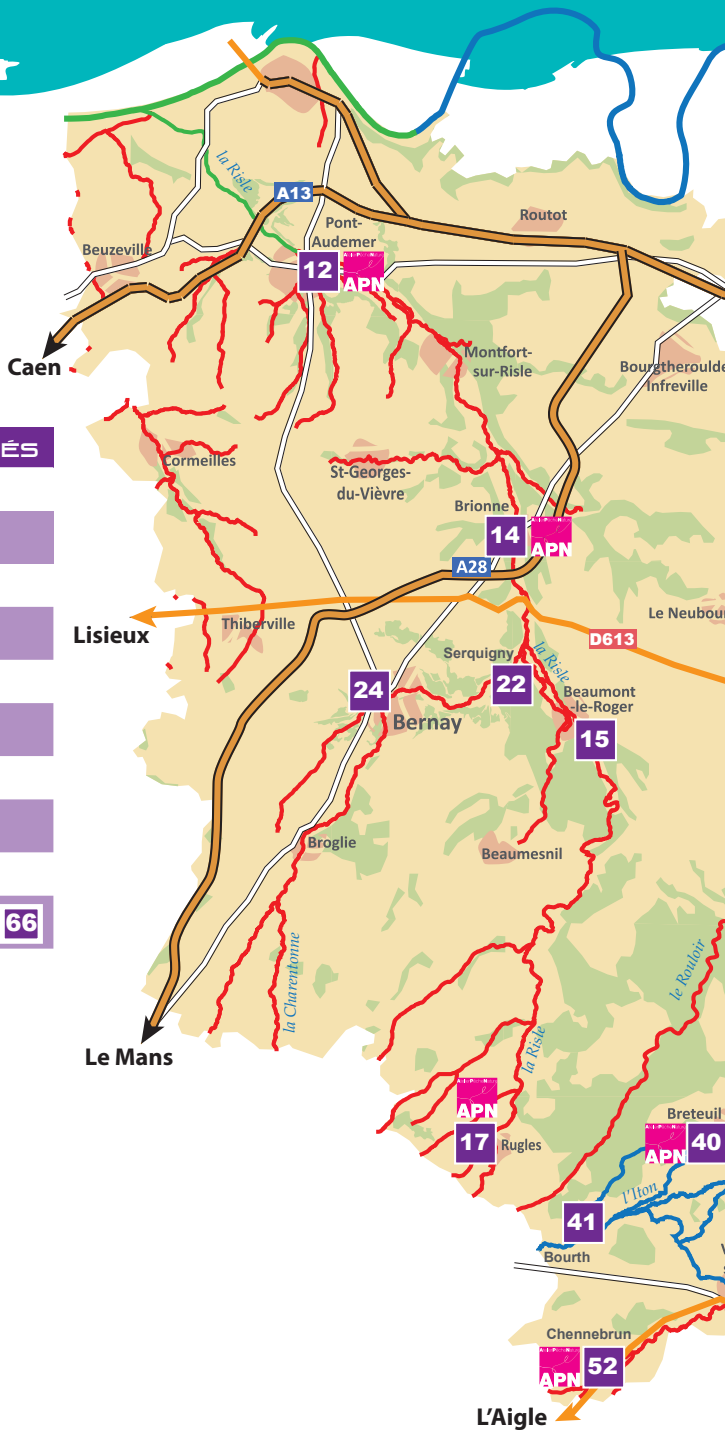 la Risle
A13
Routot
Pont-
Audemer
Beuzeville
12
APN
Caen
Montfort-
sur-Risle
Bourgtheroulde
Infreville
ÉS
Cormeilles
St-Georges-
du-Vièvre
Brionne
14
APN
A28
Lisieux
Thiberville
Le Neubou
D613
Serquigny
la Risle
24
22
Beaumont
-le-Roger
Bernay
15
Broglie
Beaumesnil
66
la Charentonne
le Rouloir
Le Mans
la Risle
APN
17
Rugles
Breteuil
APN
40
l'Iton
41
Bourth
Chennebrun
APN
52
L'Aigle